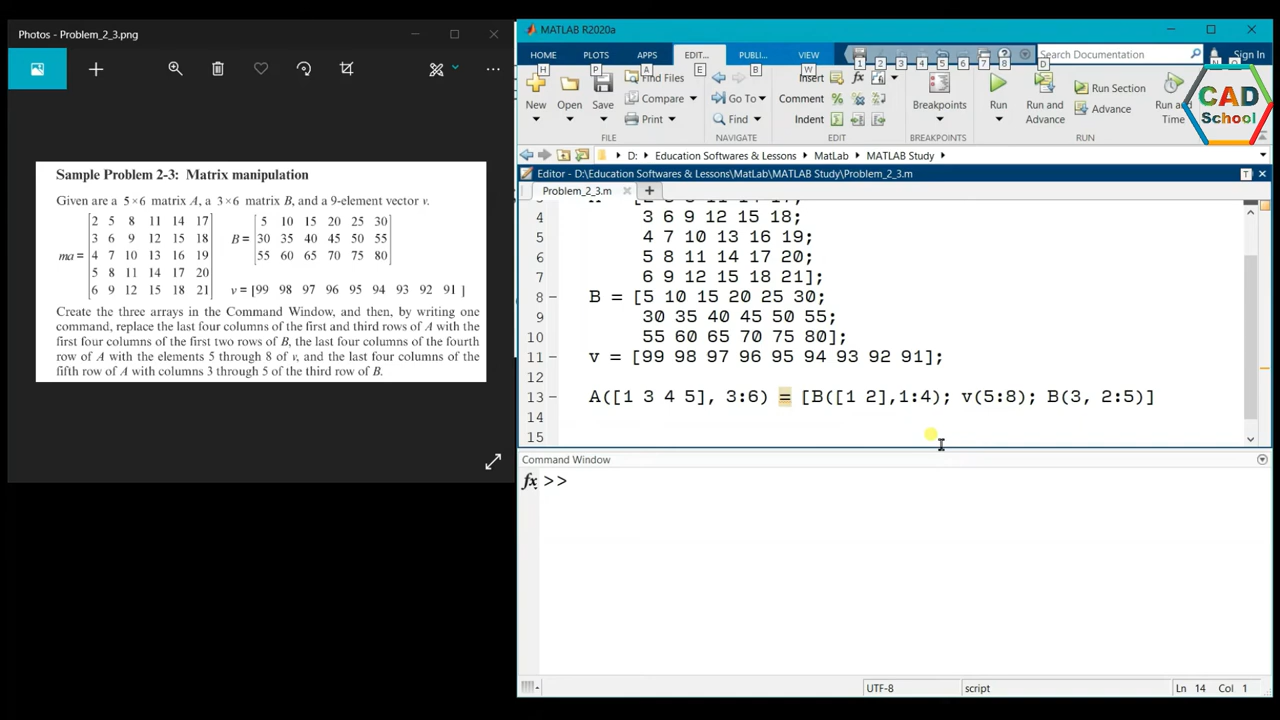 Photos - Problem_2_3.png
Sample Problem 2-3: Matrix manipulation
Given are a 5×6 matrix A, a 3×6 matrix B, and a 9-element vector v.
2 5 8 11 14 17
3 6 9 12 15 18
ma = 4 7 10 13 16 19
5 8 11 14 17 20
6 9 12 15 18 21
5 10 15 20 25 30
B = 30 35 40 45 50 55
55 60 65 70 75 80
v = [99 98 97 96 95 94 93 92 91 ]
Create the three arrays in the Command Window, and then, by writing one
command, replace the last four columns of the first and third rows of A with the
first four columns of the first two rows of B, the last four columns of the fourth
row of A with the elements 5 through 8 of v, and the last four columns of the
fifth row of A with columns 3 through 5 of the third row of B.
MATLAB R2020a
HOME PLOTS APPS EDIT... PUBLI... VIEW
H P A E B W
1 2 3 4 5 6 7 8
Search Documentation
D
Sign In
CAD
School
New Open Save
Find Files
Compare
Print
FILE
Go To
Find
NAVIGATE
Insert
Comment
Indent
EDIT
Breakpoints
BREAKPOINTS
Run
Run and
Advance
Run Section
Advance
Run and
Time
RUN
D: Education Softwares & Lessons MatLab MATLAB Study
Editor - D:\Education Softwares & Lessons\MatLab\MATLAB Study\Problem_2_3.m
Problem_2_3.m
4 3 6 9 12 15 18;
5 4 7 10 13 16 19;
6 5 8 11 14 17 20;
7 6 9 12 15 18 21];
8 B = [5 10 15 20 25 30;
9 30 35 40 45 50 55;
10 55 60 65 70 75 80];
11 v = [99 98 97 96 95 94 93 92 91];
12
13 A([1 3 4 5], 3:6) = [B([1 2],1:4); v(5:8); B(3, 2:5)]
14
15
Command Window
fx >>
UTF-8
script
Ln 14 Col 1